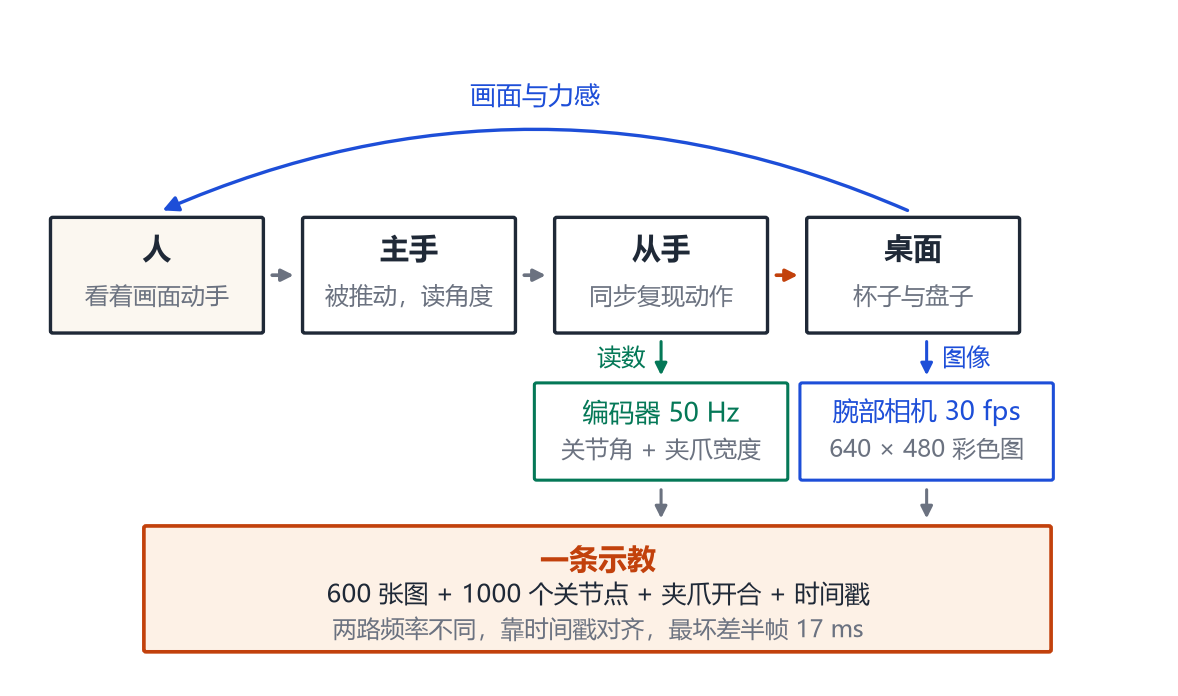 画面与力感
人
看着画面动手
主手
被推动，读角度
从手
同步复现动作
桌面
杯子与盘子
读数
图像
编码器 50 Hz
关节角 + 夹爪宽度
腕部相机 30 fps
640 × 480 彩色图
一条示教
600 张图 + 1000 个关节点 + 夹爪开合 + 时间戳
两路频率不同，靠时间戳对齐，最坏差半帧 17 ms